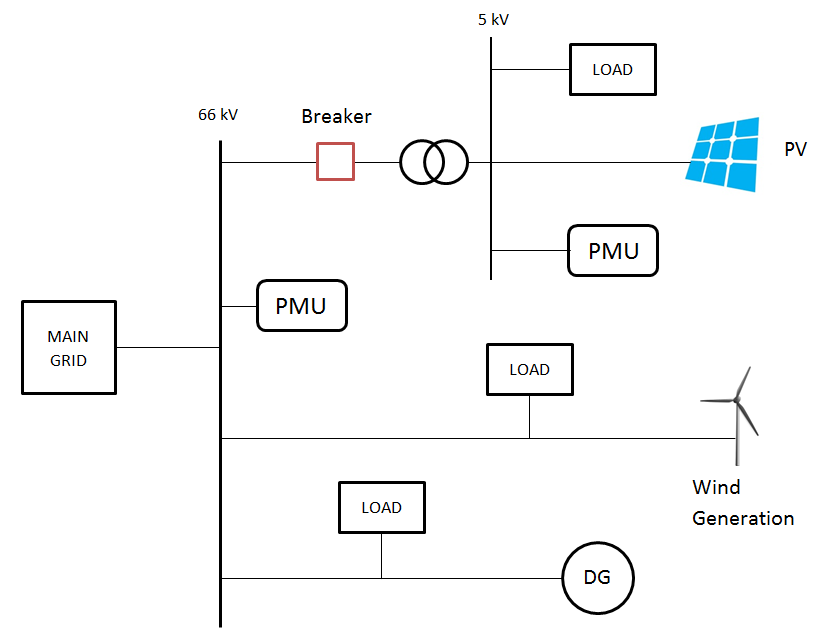 5 kV
LOAD
66 kV
Breaker
PV
PMU
PMU
MAIN
GRID
LOAD
Wind
Generation
LOAD
DG